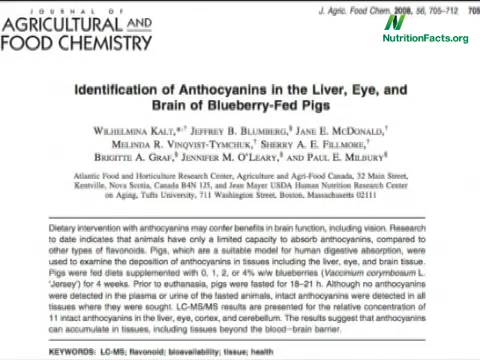 JOURNAL OF
AGRICULTURAL AND
FOOD CHEMISTRY
J. Agric. Food Chem. 2008, 56, 705–712 705
NutritionFacts.org
Identification of Anthocyanins in the Liver, Eye, and
Brain of Blueberry-Fed Pigs
WILHELMINA KALT,*,† JEFFREY B. BLUMBERG,§ JANE E. MCDONALD,†
MELINDA R. VINQVIST-TYMCHUK,† SHERRY A. E. FILLMORE,†
BRIGITTE A. GRAF,§ JENNIFER M. O'LEARY,§ AND PAUL E. MILBURY§
Atlantic Food and Horticulture Research Center, Agriculture and Agri-Food Canada, 32 Main Street,
Kentville, Nova Scotia, Canada B4N 1J5, and Jean Mayer USDA Human Nutrition Research Center
on Aging, Tufts University, 711 Washington Street, Boston, Massachusetts 02111
Dietary intervention with anthocyanins may confer benefits in brain function, including vision. Research
to date indicates that animals have only a limited capacity to absorb anthocyanins, compared to
other types of flavonoids. Pigs, which are a suitable model for human digestive absorption, were
used to examine the deposition of anthocyanins in tissues including the liver, eye, and brain tissue.
Pigs were fed diets supplemented with 0, 1, 2, or 4% w/w blueberries (Vaccinium corymbosum L.
'Jersey') for 4 weeks. Prior to euthanasia, pigs were fasted for 18–21 h. Although no anthocyanins
were detected in the plasma or urine of the fasted animals, intact anthocyanins were detected in all
tissues where they were sought. LC-MS/MS results are presented for the relative concentration of
11 intact anthocyanins in the liver, eye, cortex, and cerebellum. The results suggest that anthocyanins
can accumulate in tissues, including tissues beyond the blood–brain barrier.
KEYWORDS: LC-MS; flavonoid; bioavailability; tissue; health